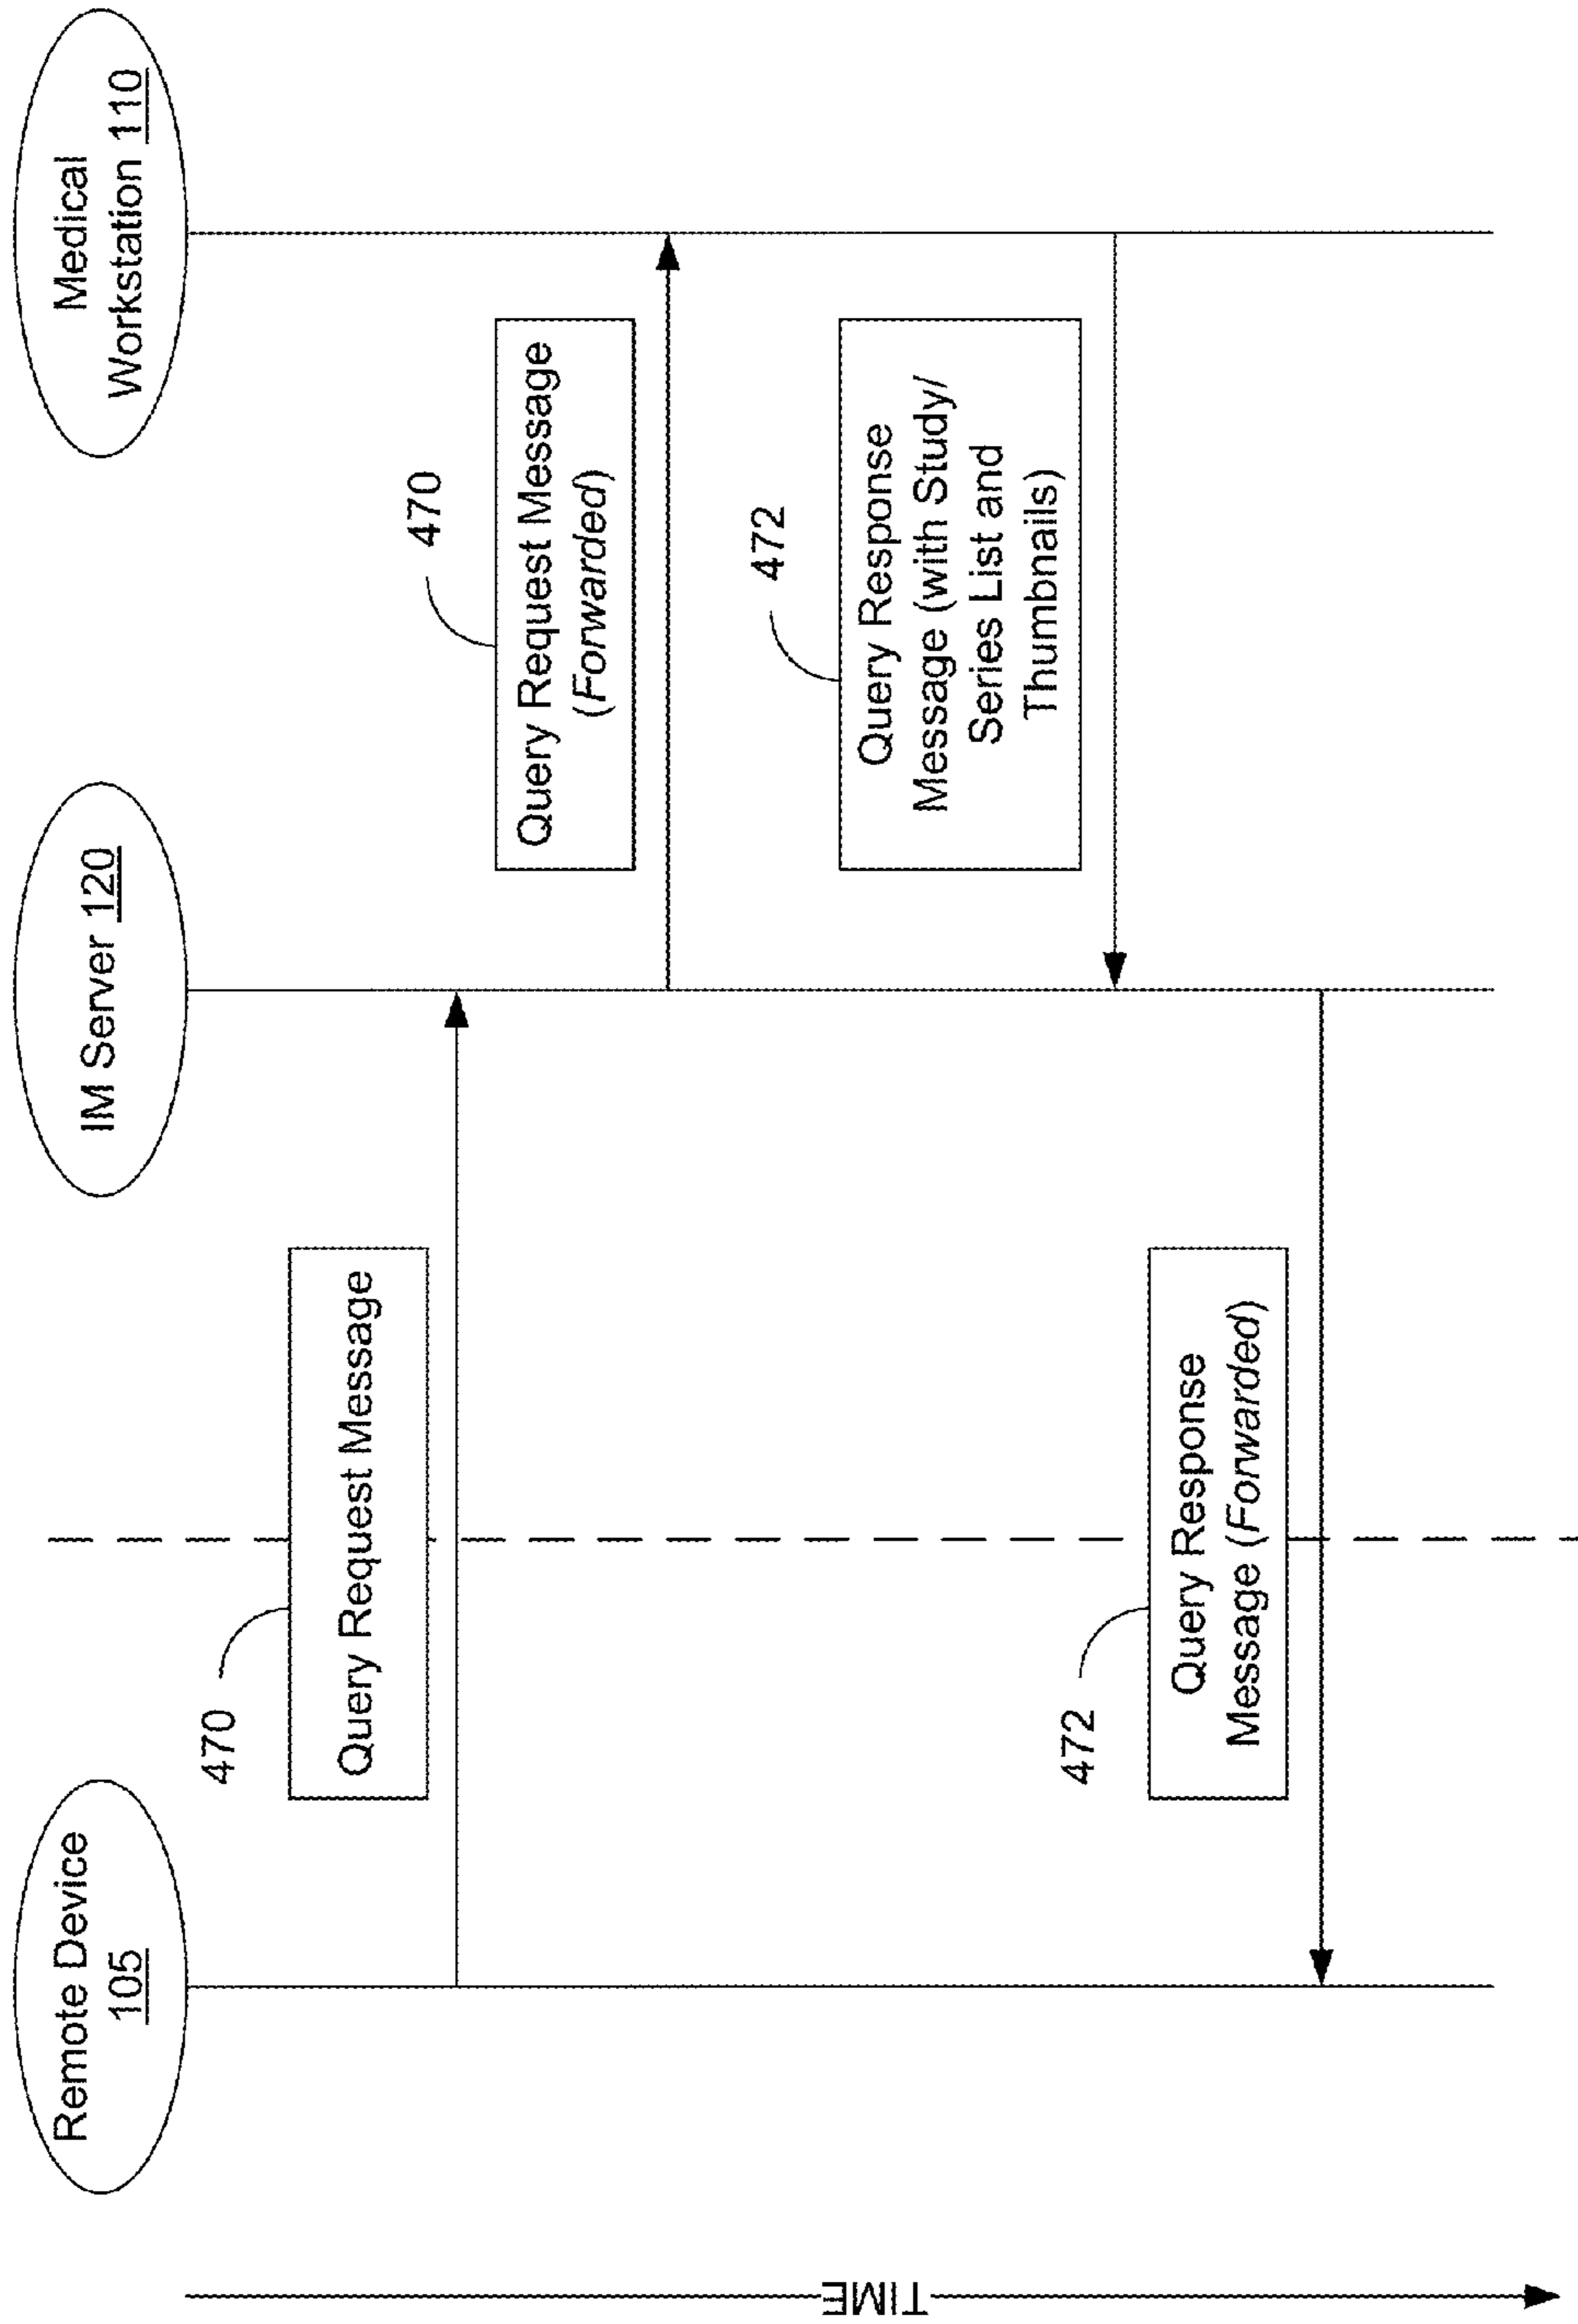 Remote Device
105
IM Server 120
Medical
Workstation 110
470
Query Request Message
470
Query Request Message
(Forwarded)
472
Query Response
Message (with Study/
Series List and
Thumbnails)
472
Query Response
Message (Forwarded)
TIME